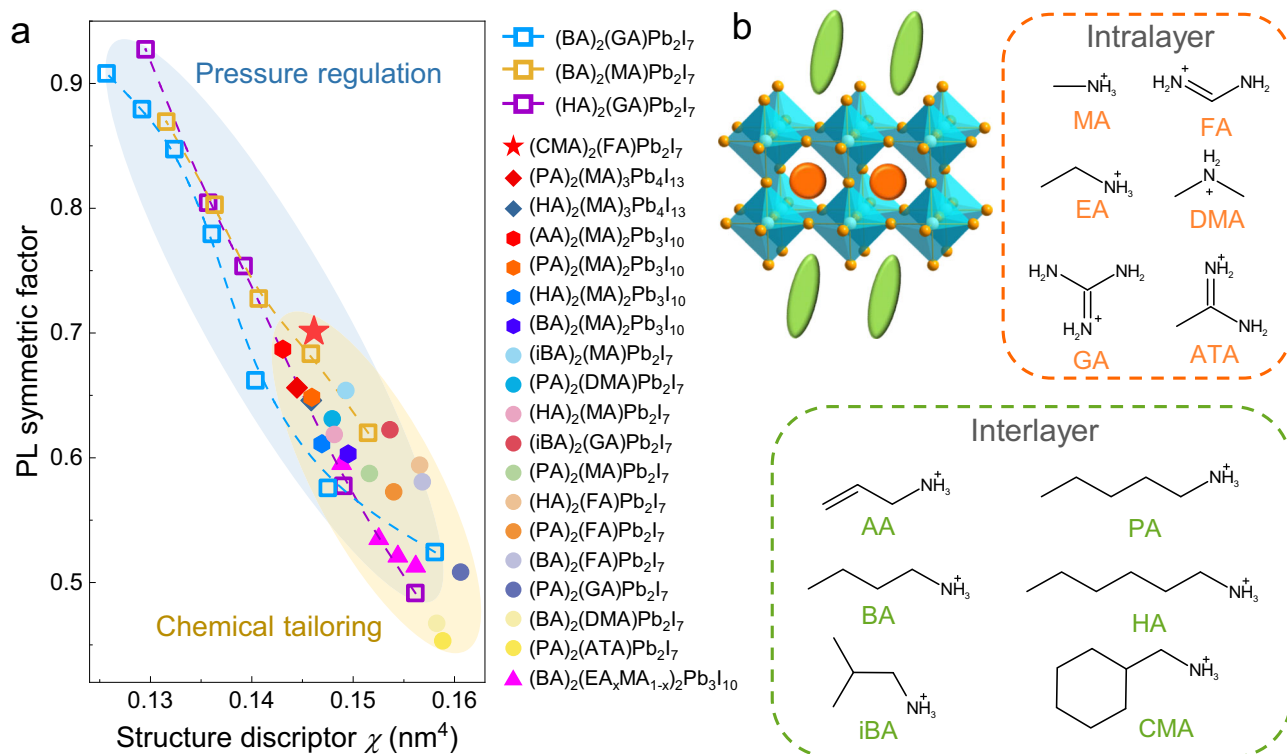 a
Pressure regulation
Chemical tailoring
PL symmetric factor
0.9
0.8
0.7
0.6
0.5
0.13
0.14
0.15
0.16
Structure discriptor χ (nm⁴)
(BA)₂(GA)Pb₂I₇
(BA)₂(MA)Pb₂I₇
(HA)₂(GA)Pb₂I₇
(CMA)₂(FA)Pb₂I₇
(PA)₂(MA)₃Pb₄I₁₃
(HA)₂(MA)₃Pb₄I₁₃
(AA)₂(MA)₂Pb₃I₁₀
(PA)₂(MA)₂Pb₃I₁₀
(HA)₂(MA)₂Pb₃I₁₀
(BA)₂(MA)₂Pb₃I₁₀
(iBA)₂(MA)Pb₂I₇
(PA)₂(DMA)Pb₂I₇
(HA)₂(MA)Pb₂I₇
(iBA)₂(GA)Pb₂I₇
(PA)₂(MA)Pb₂I₇
(HA)₂(FA)Pb₂I₇
(PA)₂(FA)Pb₂I₇
(BA)₂(FA)Pb₂I₇
(PA)₂(GA)Pb₂I₇
(BA)₂(DMA)Pb₂I₇
(PA)₂(ATA)Pb₂I₇
(BA)₂(EAₓMA₁₋ₓ)₂Pb₃I₁₀
b
Intralayer
NH₃⁺
MA
H₂N⁺
NH₂
FA
NH₃⁺
EA
H₂
N⁺
DMA
H₂N
NH₂
H₂N⁺
GA
NH₂⁺
NH₂
ATA
Interlayer
NH₃⁺
AA
NH₃⁺
PA
NH₃⁺
BA
NH₃⁺
HA
NH₃⁺
iBA
NH₃⁺
CMA